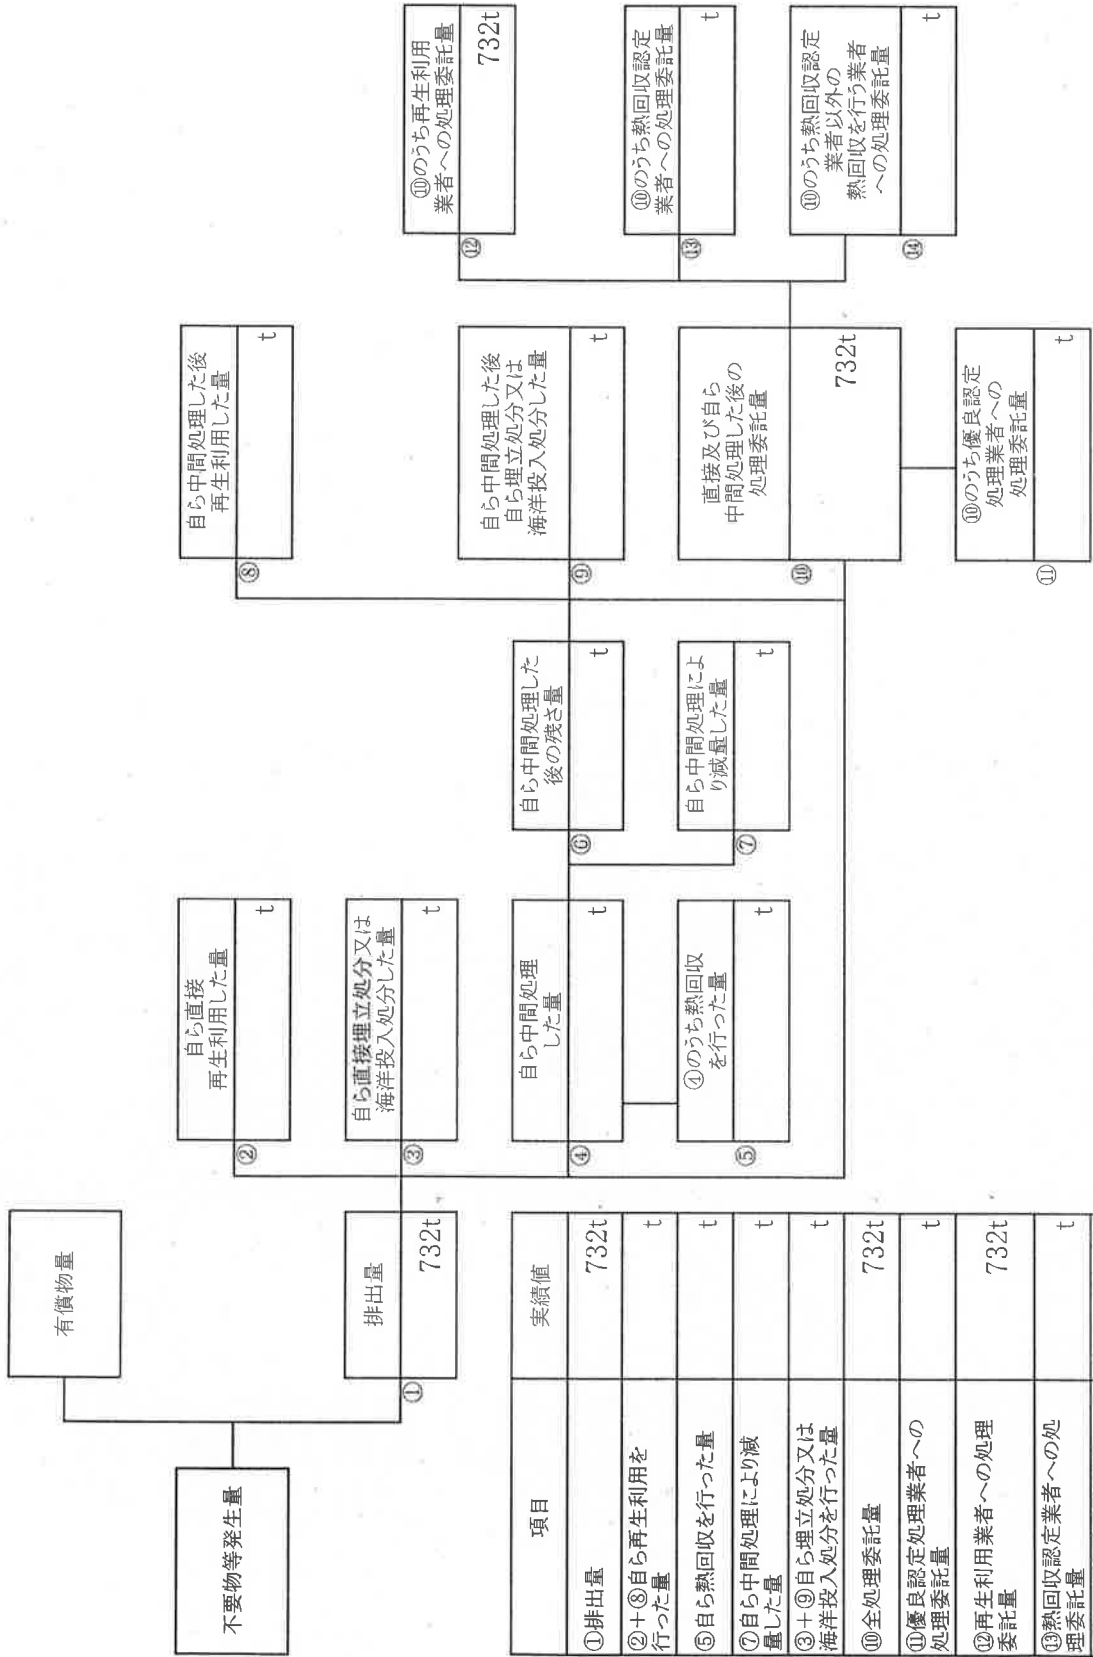 不要物等発生量
有償物量
①
排出量
732t
②
自ら直接
再生利用した量
t
③
自ら直接埋立処分又は
海洋投入処分した量
t
④
自ら中間処理
した量
t
⑤
④のうち熱回収
を行った量
t
⑥
自ら中間処理した
後の残さ量
t
⑦
自ら中間処理によ
り減量した量
t
⑧
自ら中間処理した後
再生利用した量
t
⑨
自ら中間処理した後
自ら埋立処分又は
海洋投入処分した量
t
⑩
直接及び自ら
中間処理した後の
処理委託量
732t
⑪
⑩のうち優良認定
処理業者への
処理委託量
t
⑫
⑩のうち再生利用
業者への処理委託量
732t
⑬
⑩のうち熱回収認定
業者への処理委託量
t
⑭
⑩のうち熱回収認定
業者以外の
熱回収を行う業者
への処理委託量
t
項目 実績値
①排出量 732t
②+⑧自ら再生利用を
行った量 t
⑤自ら熱回収を行った量 t
⑦自ら中間処理により減
量した量 t
③+⑨自ら埋立処分又は
海洋投入処分を行った量 t
⑩全処理委託量 732t
⑪優良認定処理業者への
処理委託量 t
⑫再生利用業者への処理
委託量 732t
⑬熱回収認定業者への処
理委託量 t